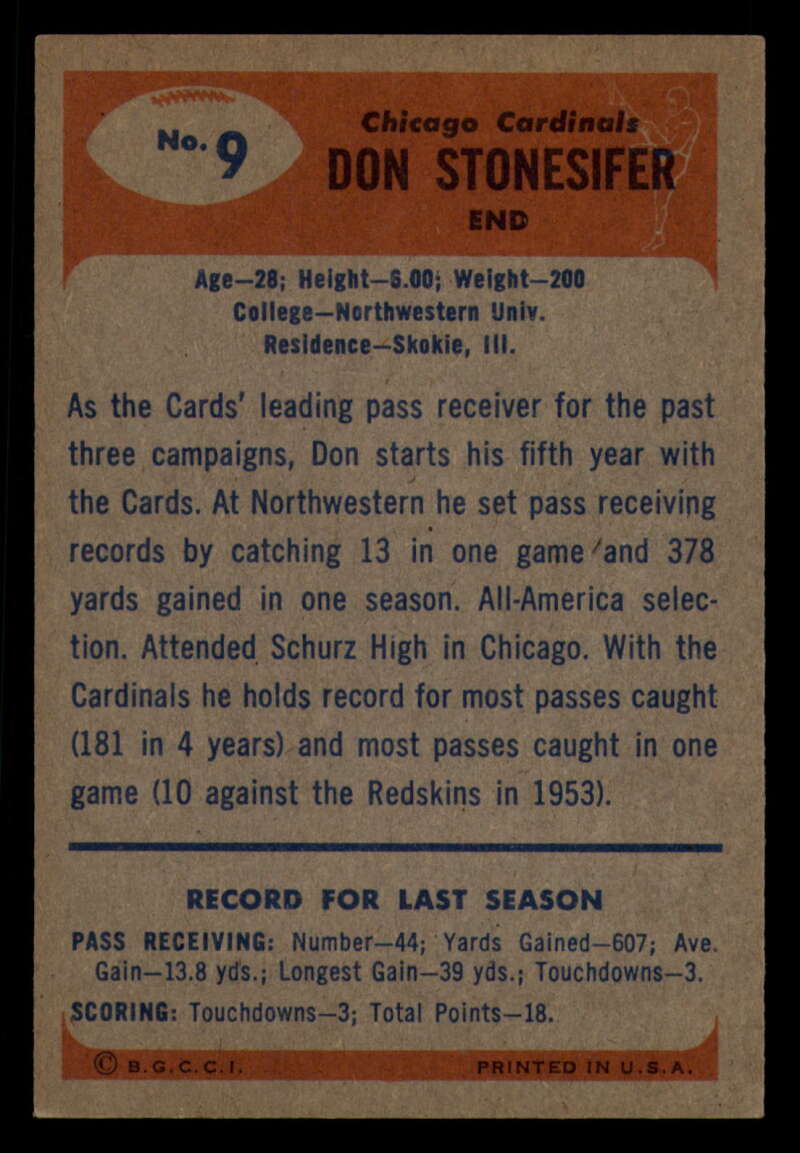 No. 9
Chicago Cardinals
DON STONESIFER
END
Age—28; Height—6.00; Weight—200
College—Northwestern Univ.
Residence—Skokie, Ill.
As the Cards' leading pass receiver for the past
three campaigns, Don starts his fifth year with
the Cards. At Northwestern he set pass receiving
records by catching 13 in one game and 378
yards gained in one season. All-America selec-
tion. Attended Schurz High in Chicago. With the
Cardinals he holds record for most passes caught
(181 in 4 years) and most passes caught in one
game (10 against the Redskins in 1953).
RECORD FOR LAST SEASON
PASS RECEIVING: Number—44; Yards Gained—607; Ave.
Gain—13.8 yds.; Longest Gain—39 yds.; Touchdowns—3.
SCORING: Touchdowns—3; Total Points—18.
© B.G.C.C.I. PRINTED IN U.S.A.